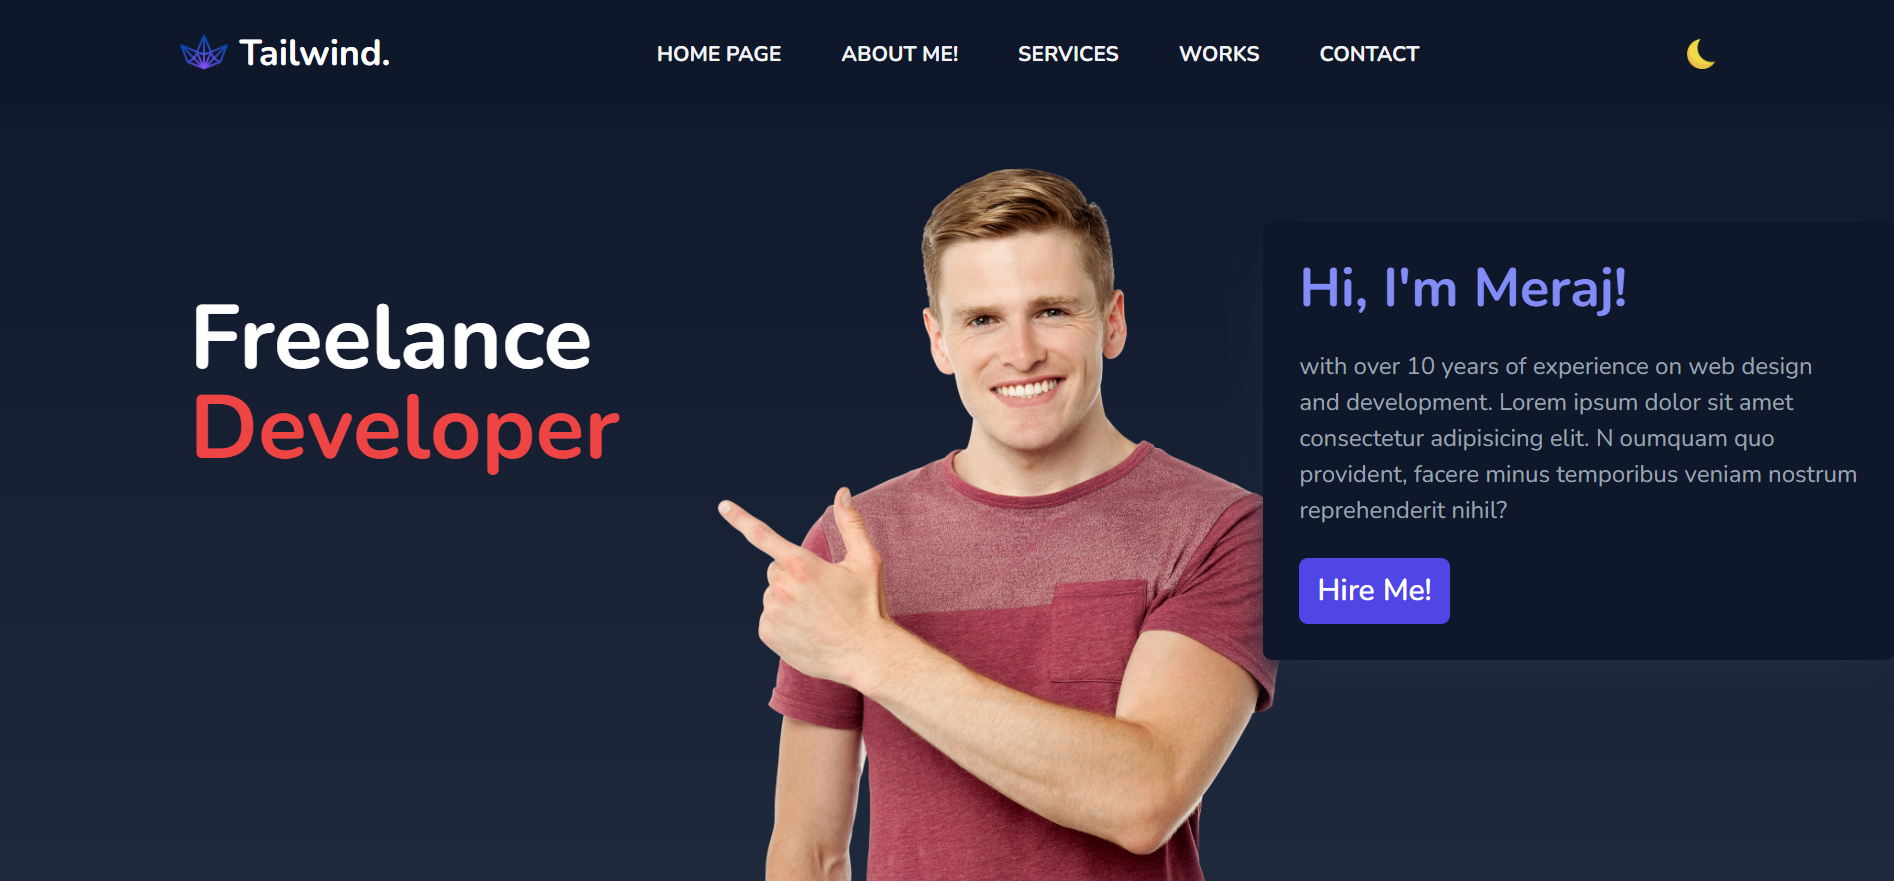 Tailwind.
HOME PAGE
ABOUT ME!
SERVICES
WORKS
CONTACT
Freelance
Developer
Hi, I'm Meraj!
with over 10 years of experience on web design
and development. Lorem ipsum dolor sit amet
consectetur adipisicing elit. N oumquam quo
provident, facere minus temporibus veniam nostrum
reprehenderit nihil?
Hire Me!